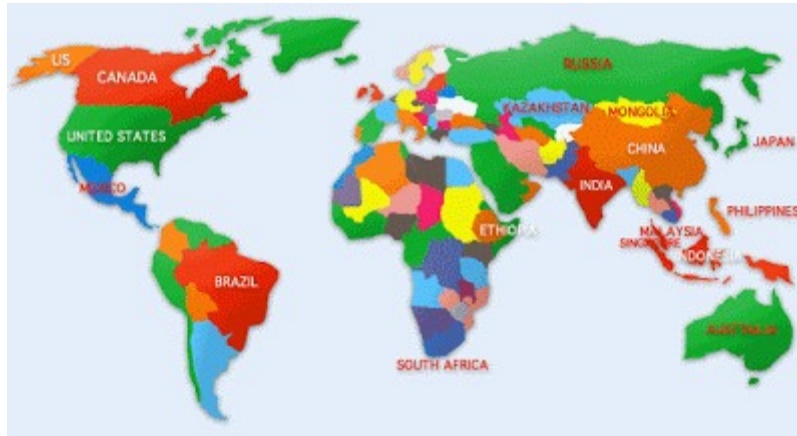 US
CANADA
RUSSIA
KAZAKHSTAN
MONGOLIA
UNITED STATES
JAPAN
CHINA
MEXICO
INDIA
PHILIPPINES
ETHIOPIA
MALAYSIA
SINGAPORE
INDONESIA
BRAZIL
AUSTRALIA
SOUTH AFRICA